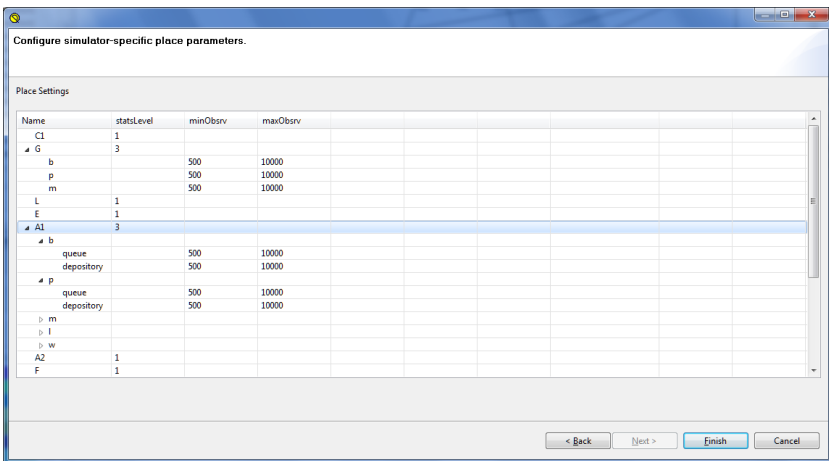 Configure simulator-specific place parameters.
Place Settings
Name statsLevel minObsrv maxObsrv
C1 1
G 3
b 500 10000
p 500 10000
m 500 10000
L 1
E 1
A1 3
b
queue 500 10000
depository 500 10000
p
queue 500 10000
depository 500 10000
m
l
w
A2 1
F 1
< Back Next > Finish Cancel